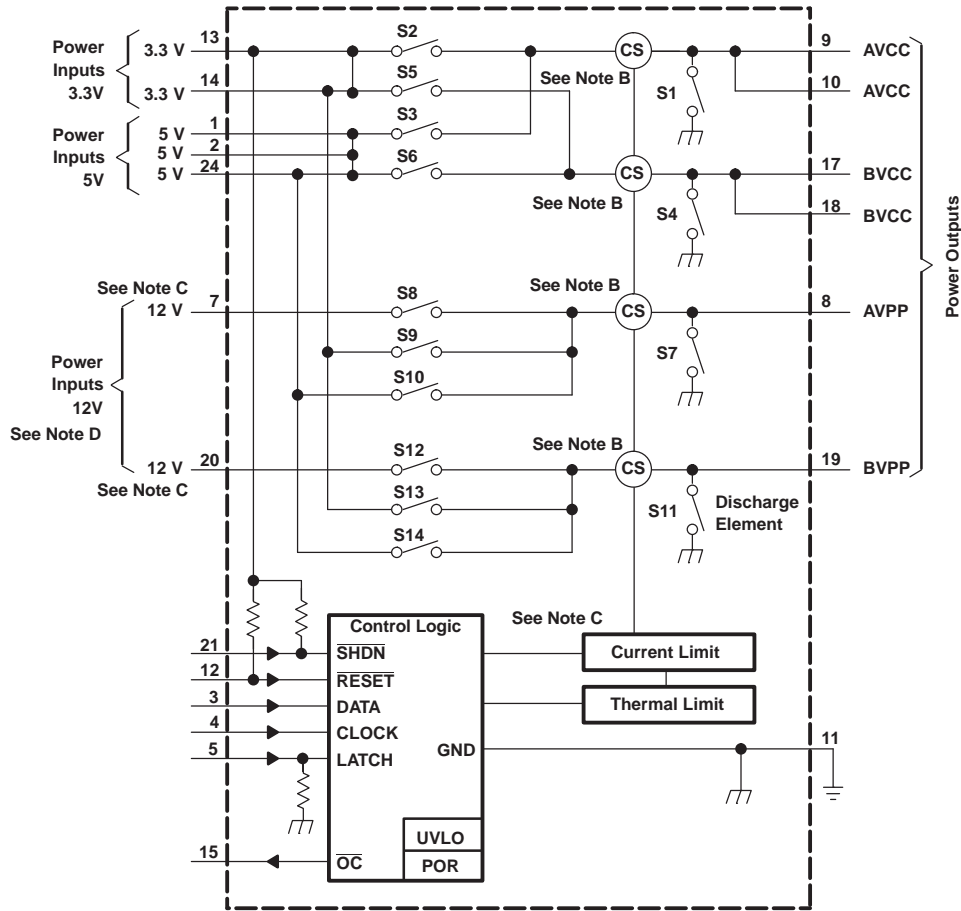 Power
Inputs
3.3V
3.3 V
13
3.3 V
14
Power
Inputs
5V
5 V
1
5 V
2
5 V
24
S2
S5
S3
S6
See Note B
CS
S1
9
AVCC
10
AVCC
CS
See Note B
S4
17
BVCC
18
BVCC
Power Outputs
See Note C
12 V
7
Power
Inputs
12V
See Note D
12 V
20
See Note C
S8
S9
S10
See Note B
CS
S7
8
AVPP
S12
S13
S14
See Note B
CS
S11
Discharge
Element
19
BVPP
Control Logic
21
SHDN
12
RESET
3
DATA
4
CLOCK
5
LATCH
GND
UVLO
POR
15
OC
See Note C
Current Limit
Thermal Limit
11